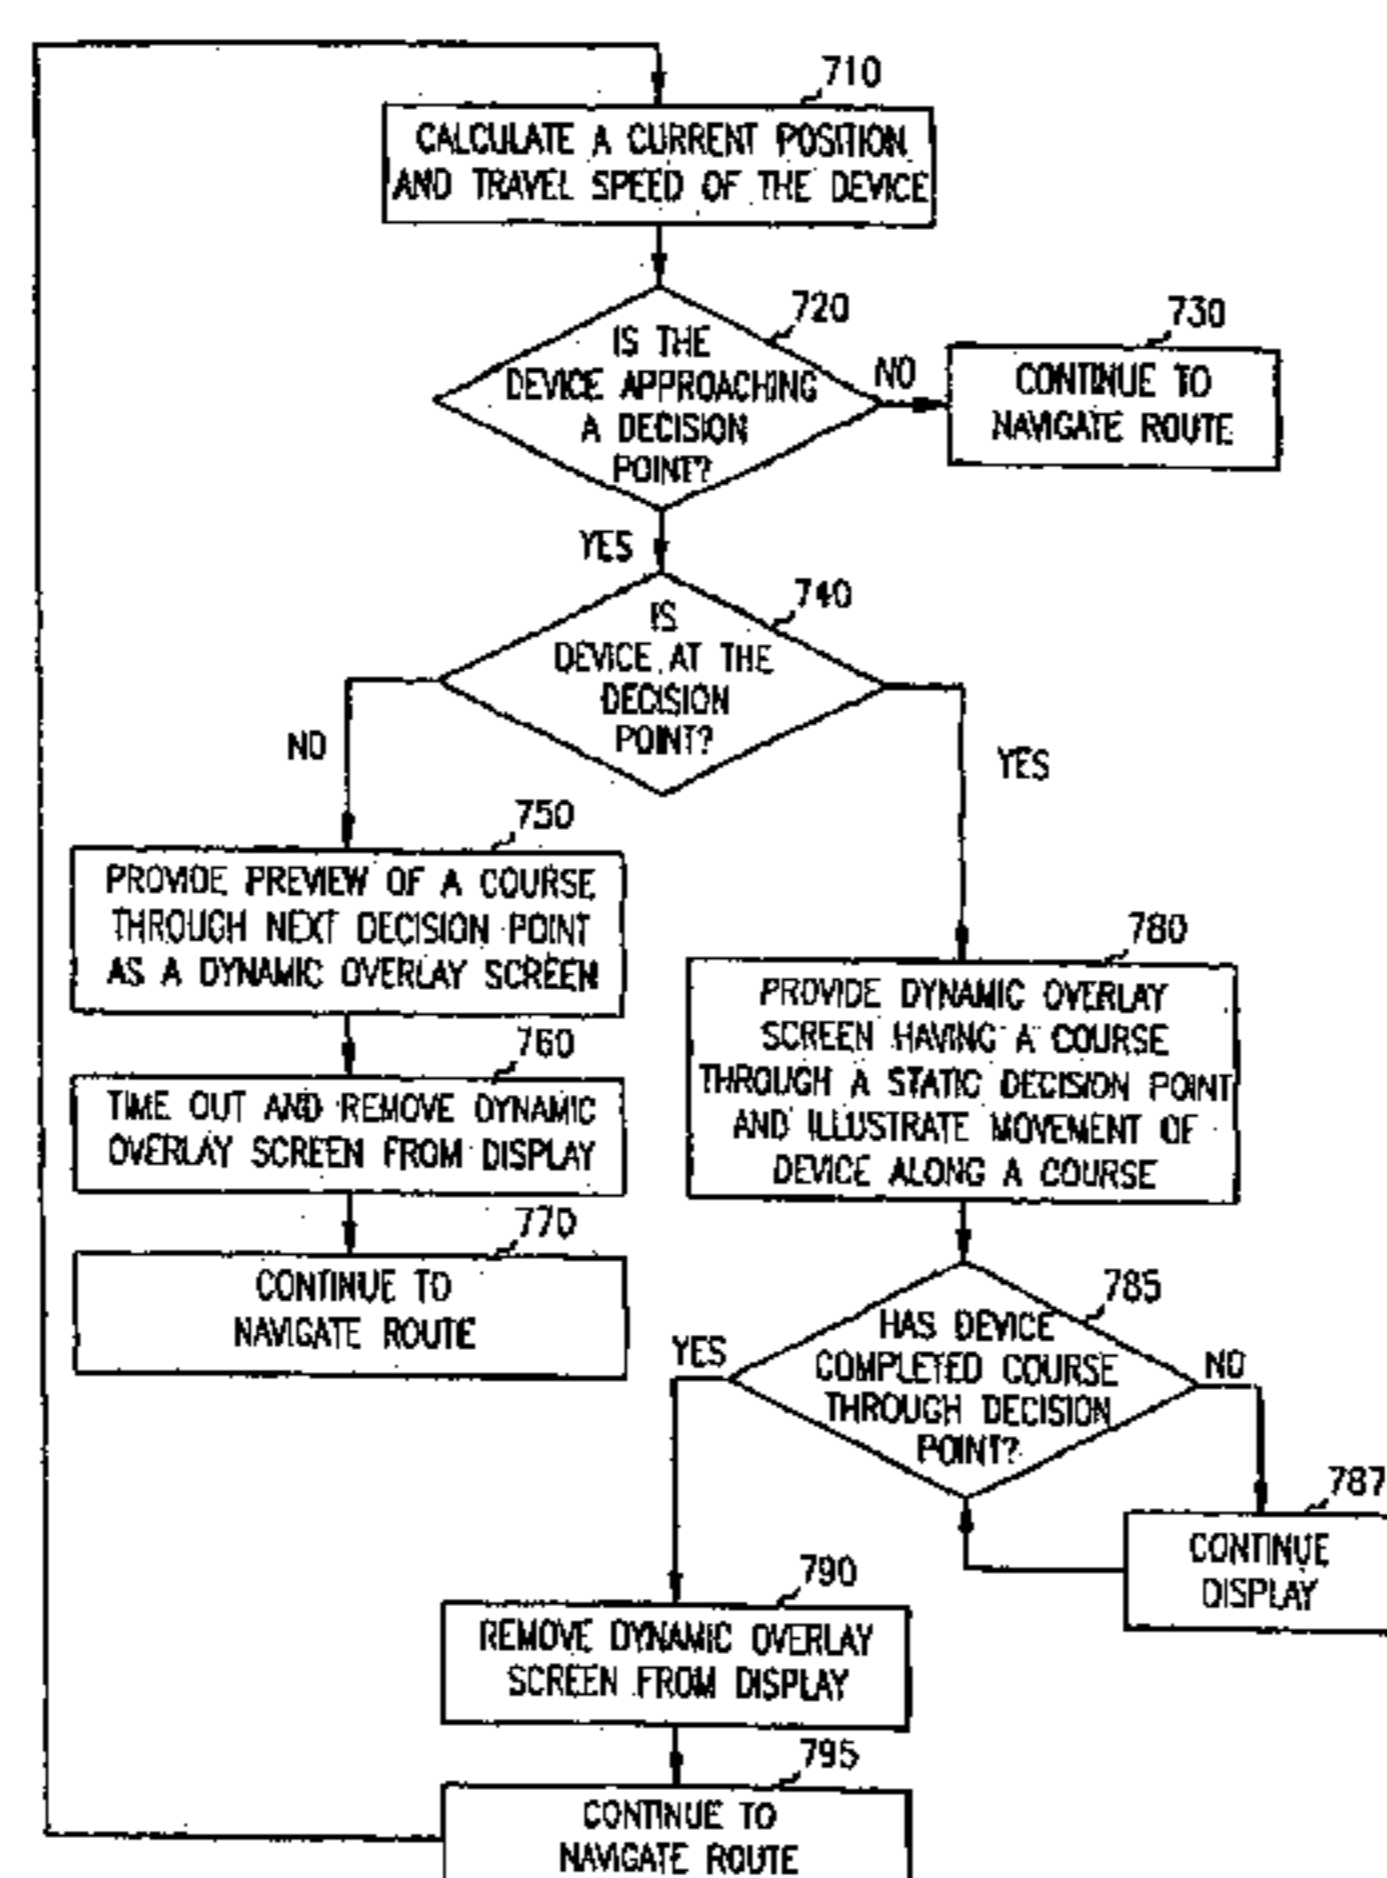 710
CALCULATE A CURRENT POSITION
AND TRAVEL SPEED OF THE DEVICE
720
IS THE
DEVICE APPROACHING
A DECISION
POINT?
NO
730
CONTINUE TO
NAVIGATE ROUTE
YES
740
IS
DEVICE AT THE
DECISION
POINT?
NO
YES
750
PROVIDE PREVIEW OF A COURSE
THROUGH NEXT DECISION POINT
AS A DYNAMIC OVERLAY SCREEN
760
TIME OUT AND REMOVE DYNAMIC
OVERLAY SCREEN FROM DISPLAY
770
CONTINUE TO
NAVIGATE ROUTE
780
PROVIDE DYNAMIC OVERLAY
SCREEN HAVING A COURSE
THROUGH A STATIC DECISION POINT
AND ILLUSTRATE MOVEMENT OF
DEVICE ALONG A COURSE
785
HAS DEVICE
COMPLETED COURSE
THROUGH DECISION
POINT?
YES
NO
787
CONTINUE
DISPLAY
790
REMOVE DYNAMIC OVERLAY
SCREEN FROM DISPLAY
795
CONTINUE TO
NAVIGATE ROUTE